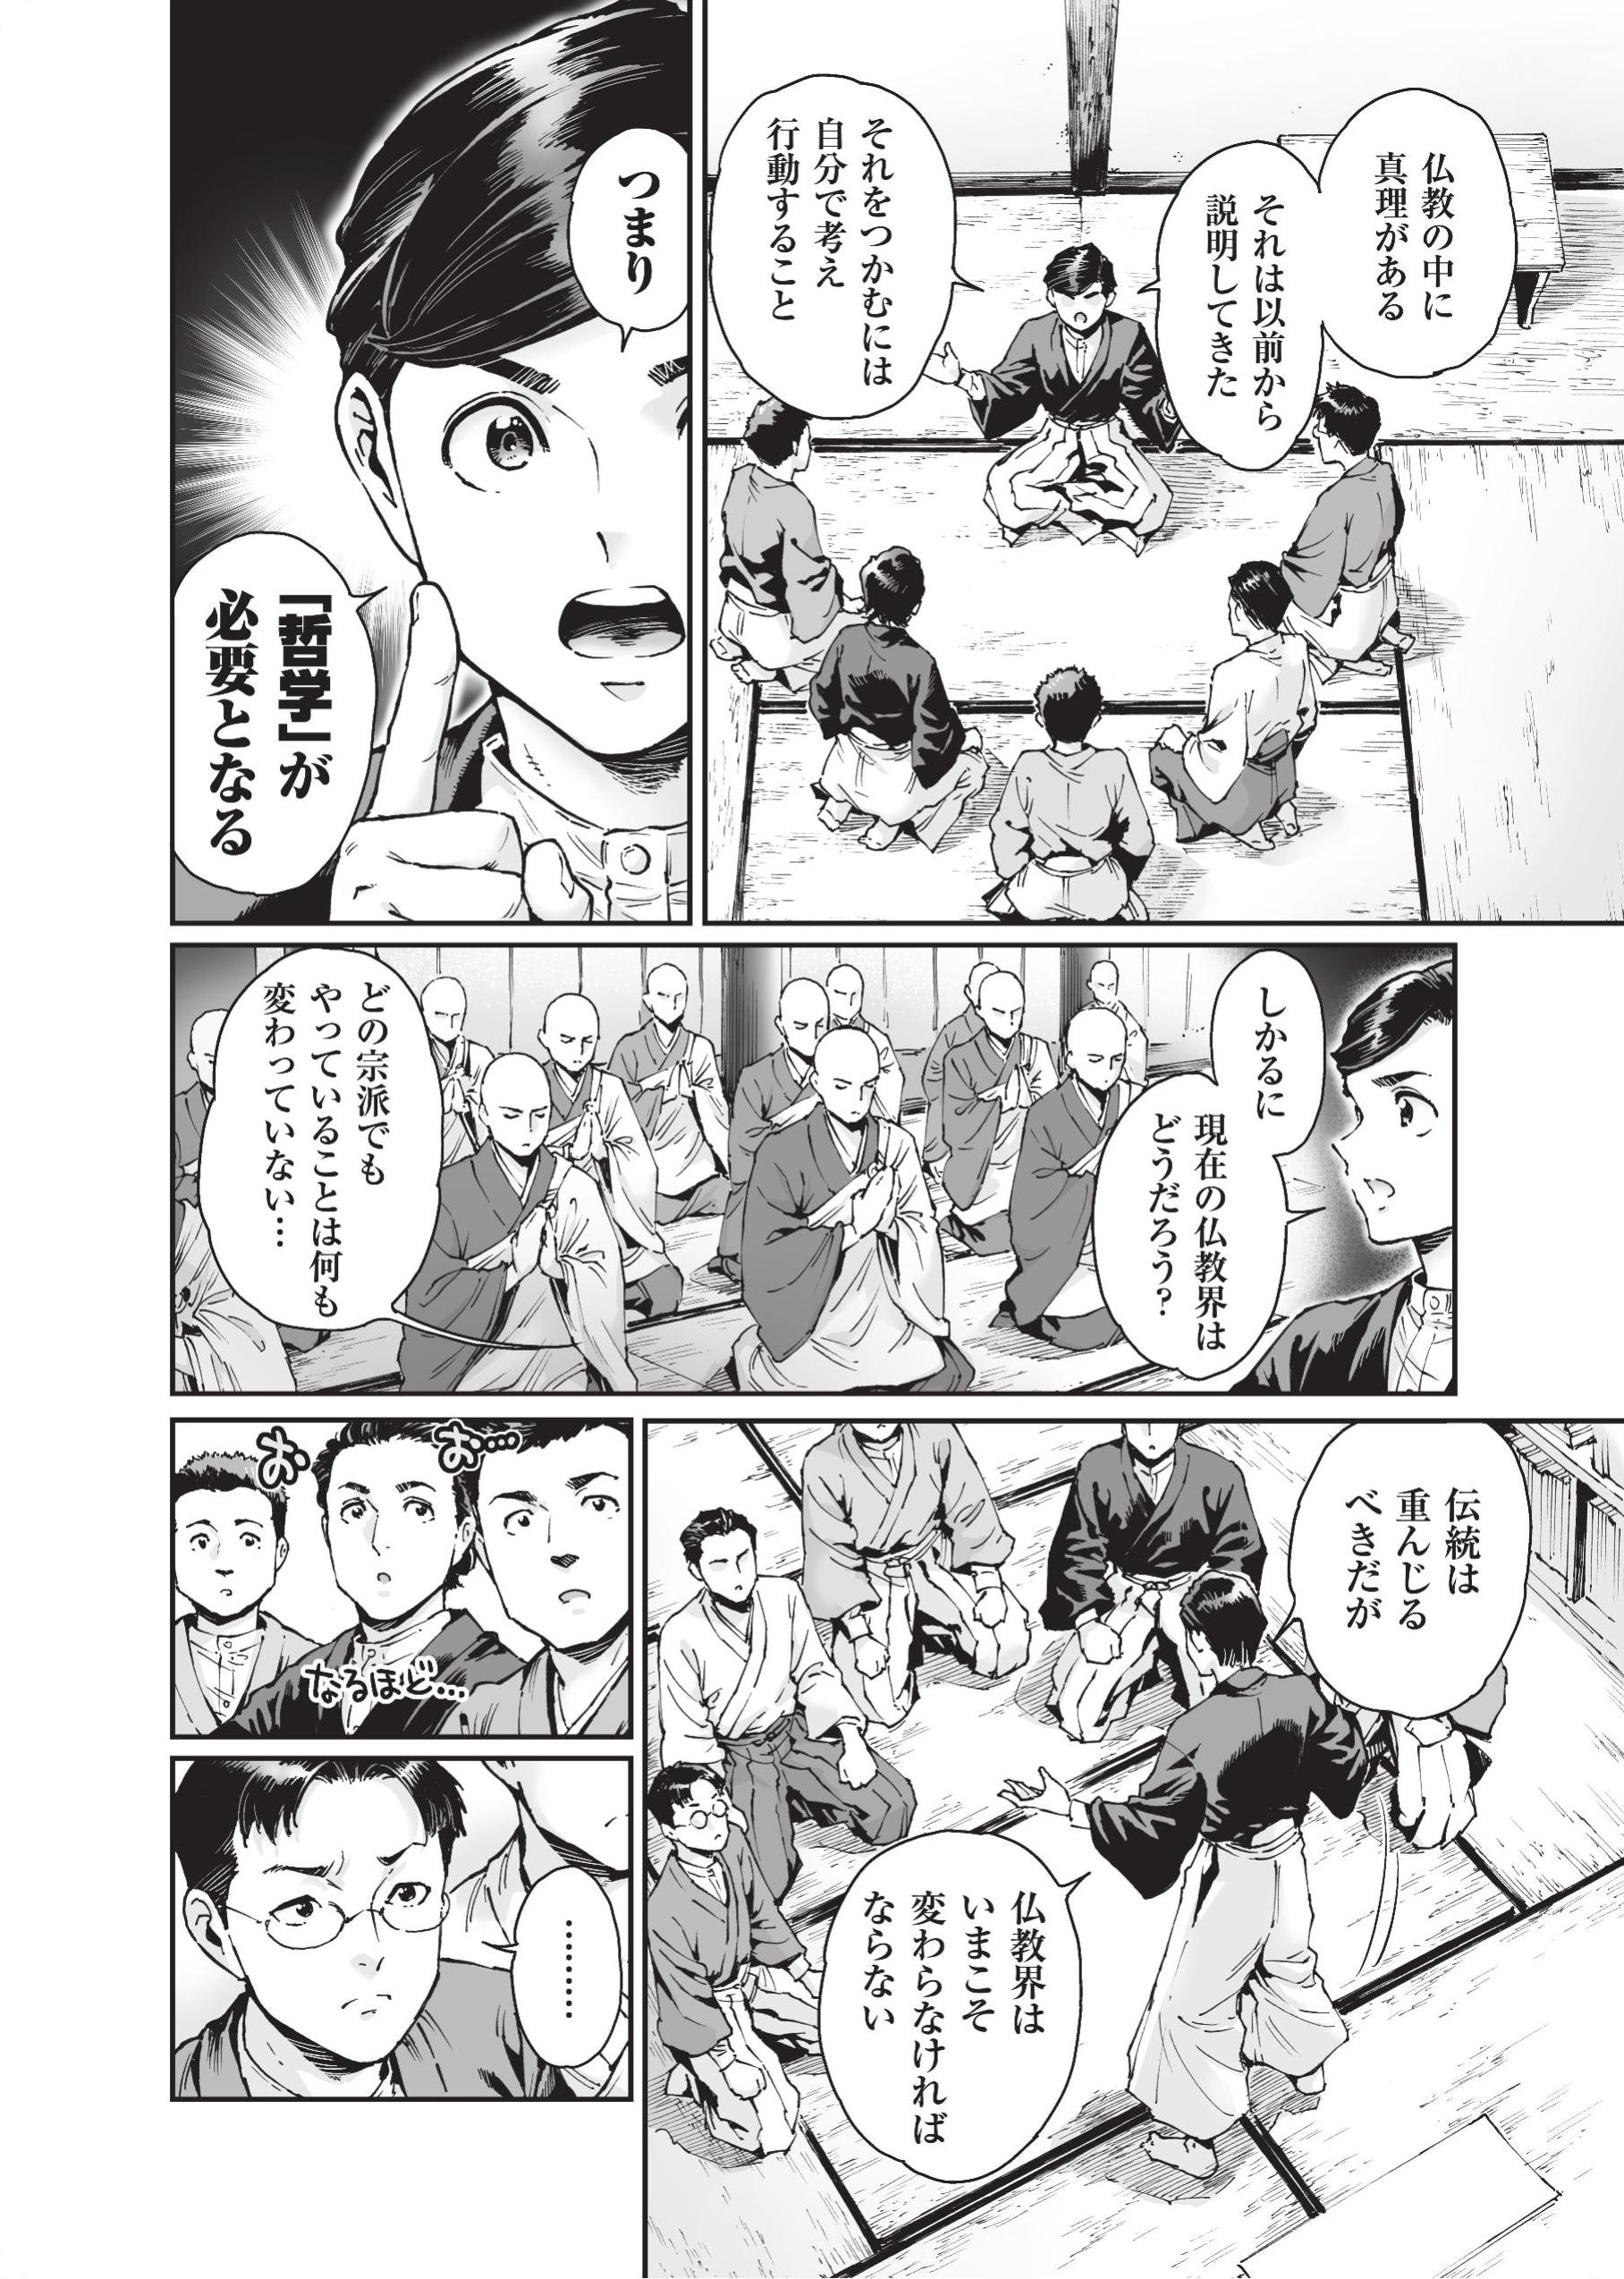 仏教の中に
真理がある
それは以前から
説明してきた
それをつかむには
自分で考え
行動すること
つまり
「哲学」が
必要となる
しかるに
現在の仏教界は
どうだろう?
どの宗派でも
やっていることは何も
変わっていない…
伝統は
重んじる
べきだが
仏教界は
いまこそ
変わらなければ
ならない
お…
お
なるほど…
………